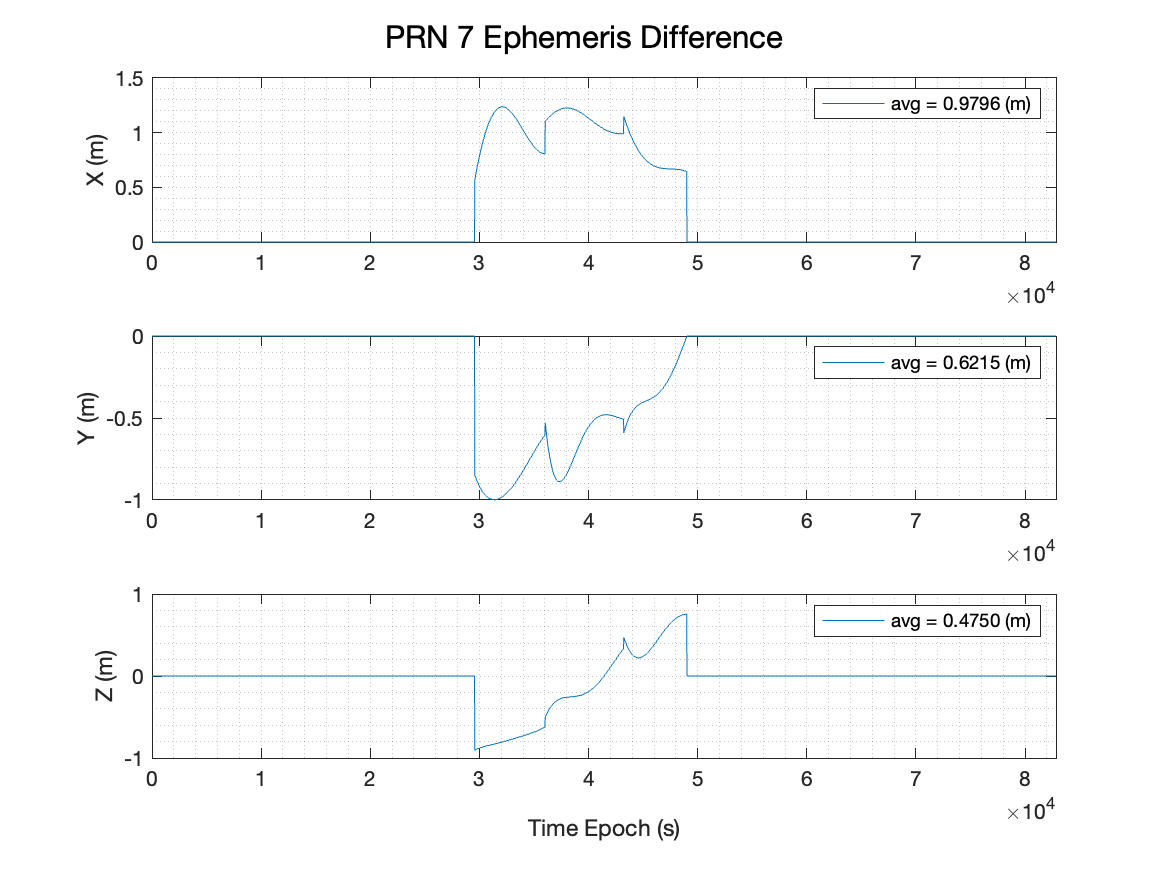 PRN 7 Ephemeris Difference
1.5
1
0.5
0
X (m)
avg = 0.9796 (m)
0 1 2 3 4 5 6 7 8
×10^4
0
-0.5
-1
Y (m)
avg = 0.6215 (m)
0 1 2 3 4 5 6 7 8
×10^4
1
0
-1
Z (m)
avg = 0.4750 (m)
0 1 2 3 4 5 6 7 8
×10^4
Time Epoch (s)